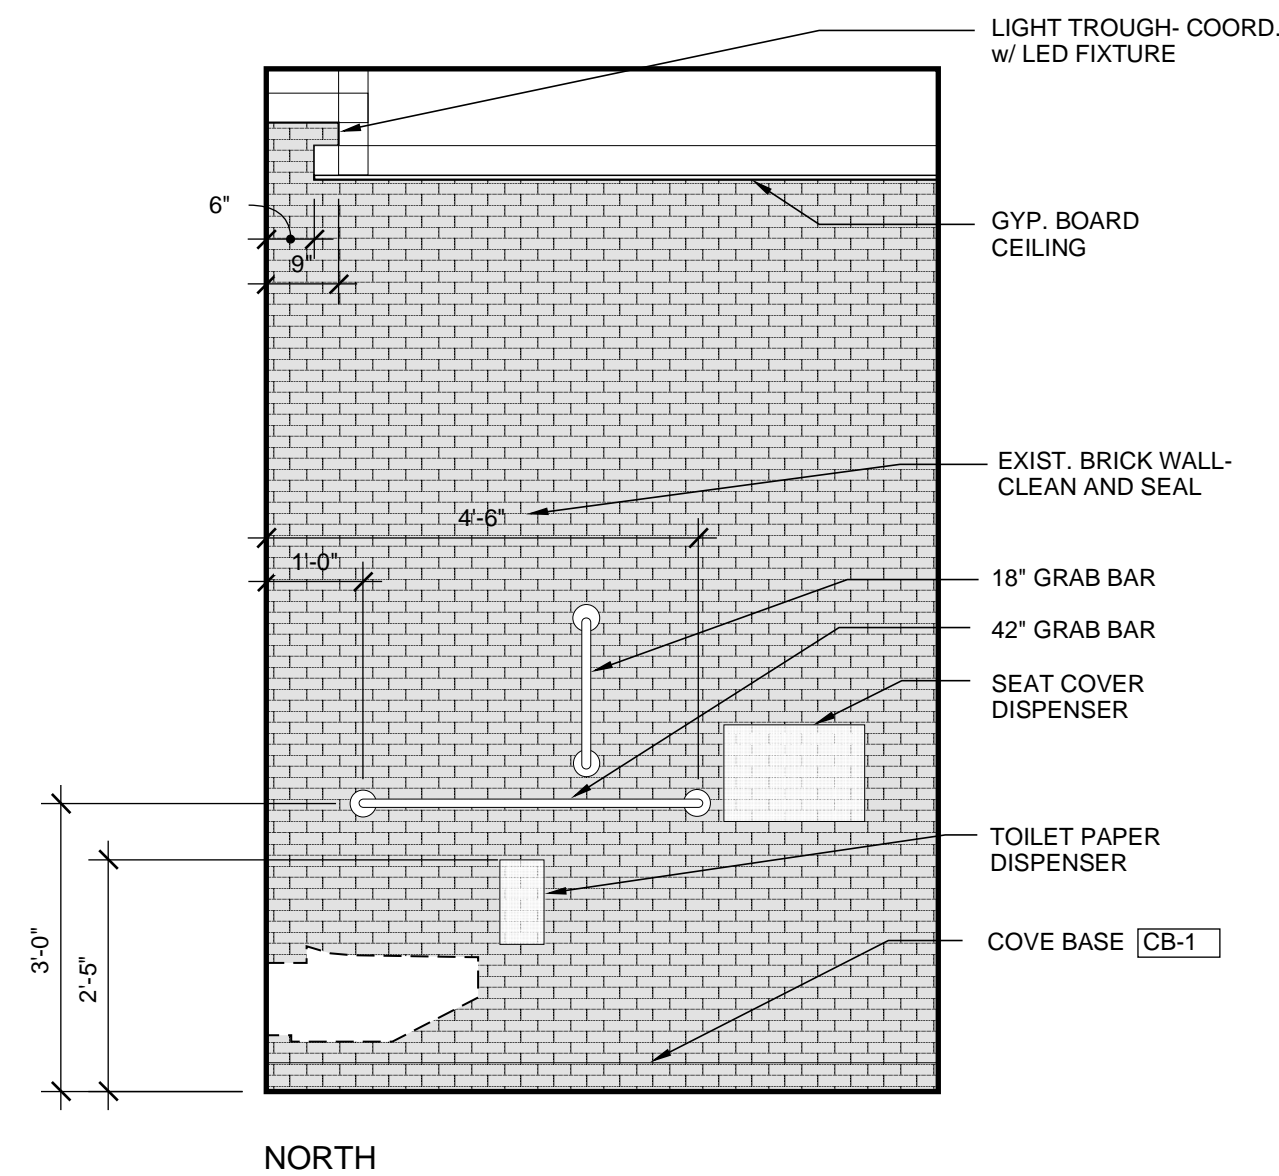 LIGHT TROUGH- COORD.
w/ LED FIXTURE
6"
GYP. BOARD
CEILING
9"
EXIST. BRICK WALL-
CLEAN AND SEAL
4'-6"
1'-0"
18" GRAB BAR
42" GRAB BAR
SEAT COVER
DISPENSER
TOILET PAPER
DISPENSER
3'-0"
2'-5"
COVE BASE CB-1
NORTH